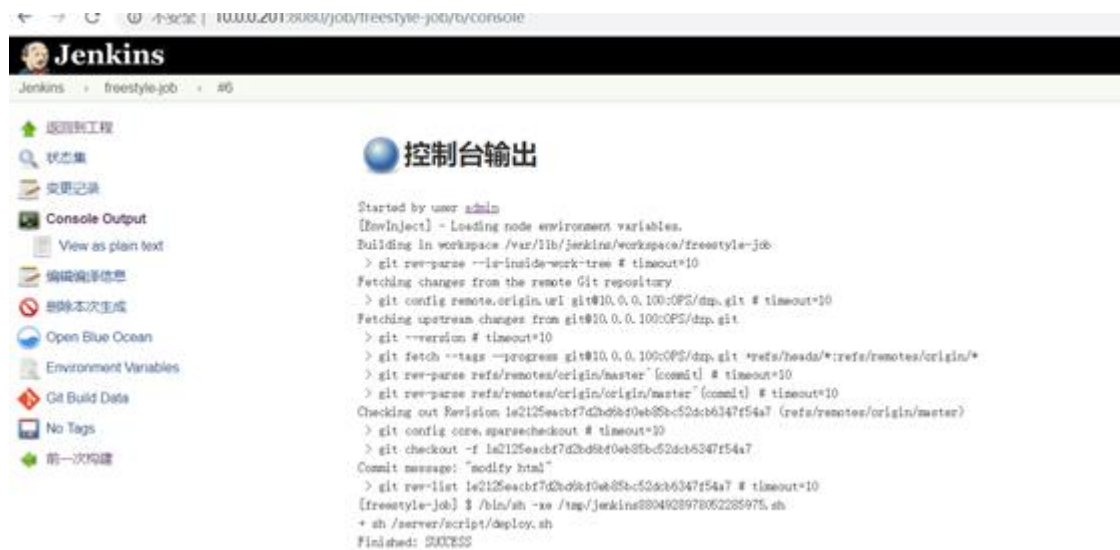 不安全 | 10.0.0.201:8080/job/freestyle-job/6/console
Jenkins
Jenkins › freestyle-job › #6
返回到工程
状态集
变更记录
Console Output
View as plain text
编辑编译信息
删除本次生成
Open Blue Ocean
Environment Variables
Git Build Data
No Tags
前一次构建
控制台输出
Started by user admin
[EnvInject] - Loading node environment variables.
Building in workspace /var/lib/jenkins/workspace/freestyle-job
> git rev-parse --is-inside-work-tree # timeout=10
Fetching changes from the remote Git repository
> git config remote.origin.url git@10.0.0.100:OPS/dzp.git # timeout=10
Fetching upstream changes from git@10.0.0.100:OPS/dzp.git
> git --version # timeout=10
> git fetch --tags --progress git@10.0.0.100:OPS/dzp.git +refs/heads/*:refs/remotes/origin/*
> git rev-parse refs/remotes/origin/master^{commit} # timeout=10
> git rev-parse refs/remotes/origin/origin/master^{commit} # timeout=10
Checking out Revision 1e2125eacbf7d2bd6bf0eb85bc52dcb6347f54a7 (refs/remotes/origin/master)
> git config core.sparsecheckout # timeout=10
> git checkout -f 1e2125eacbf7d2bd6bf0eb85bc52dcb6347f54a7
Commit message: "modify html"
> git rev-list 1e2125eacbf7d2bd6bf0eb85bc52dcb6347f54a7 # timeout=10
[freestyle-job] $ /bin/sh -xe /tmp/jenkins8804928978052285975.sh
+ sh /server/script/deploy.sh
Finished: SUCCESS